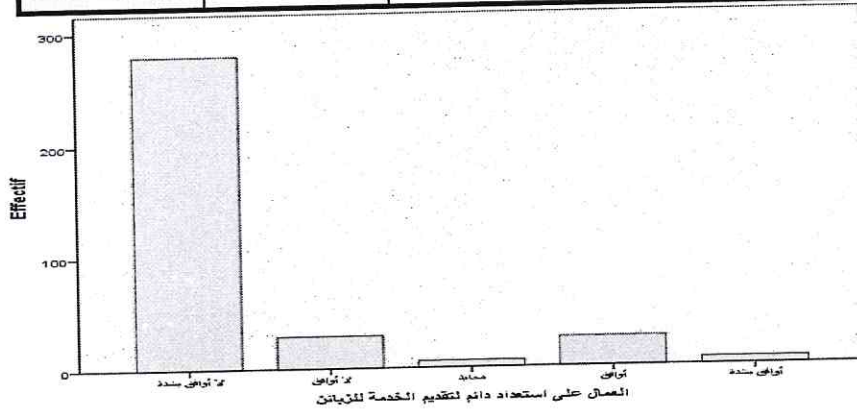 300
200
100
0
Effectif
لا أوافق بشدة لا أوافق محايد أوافق أوافق بشدة
العمال على استعداد دائم لتقديم الخدمة للزبائن